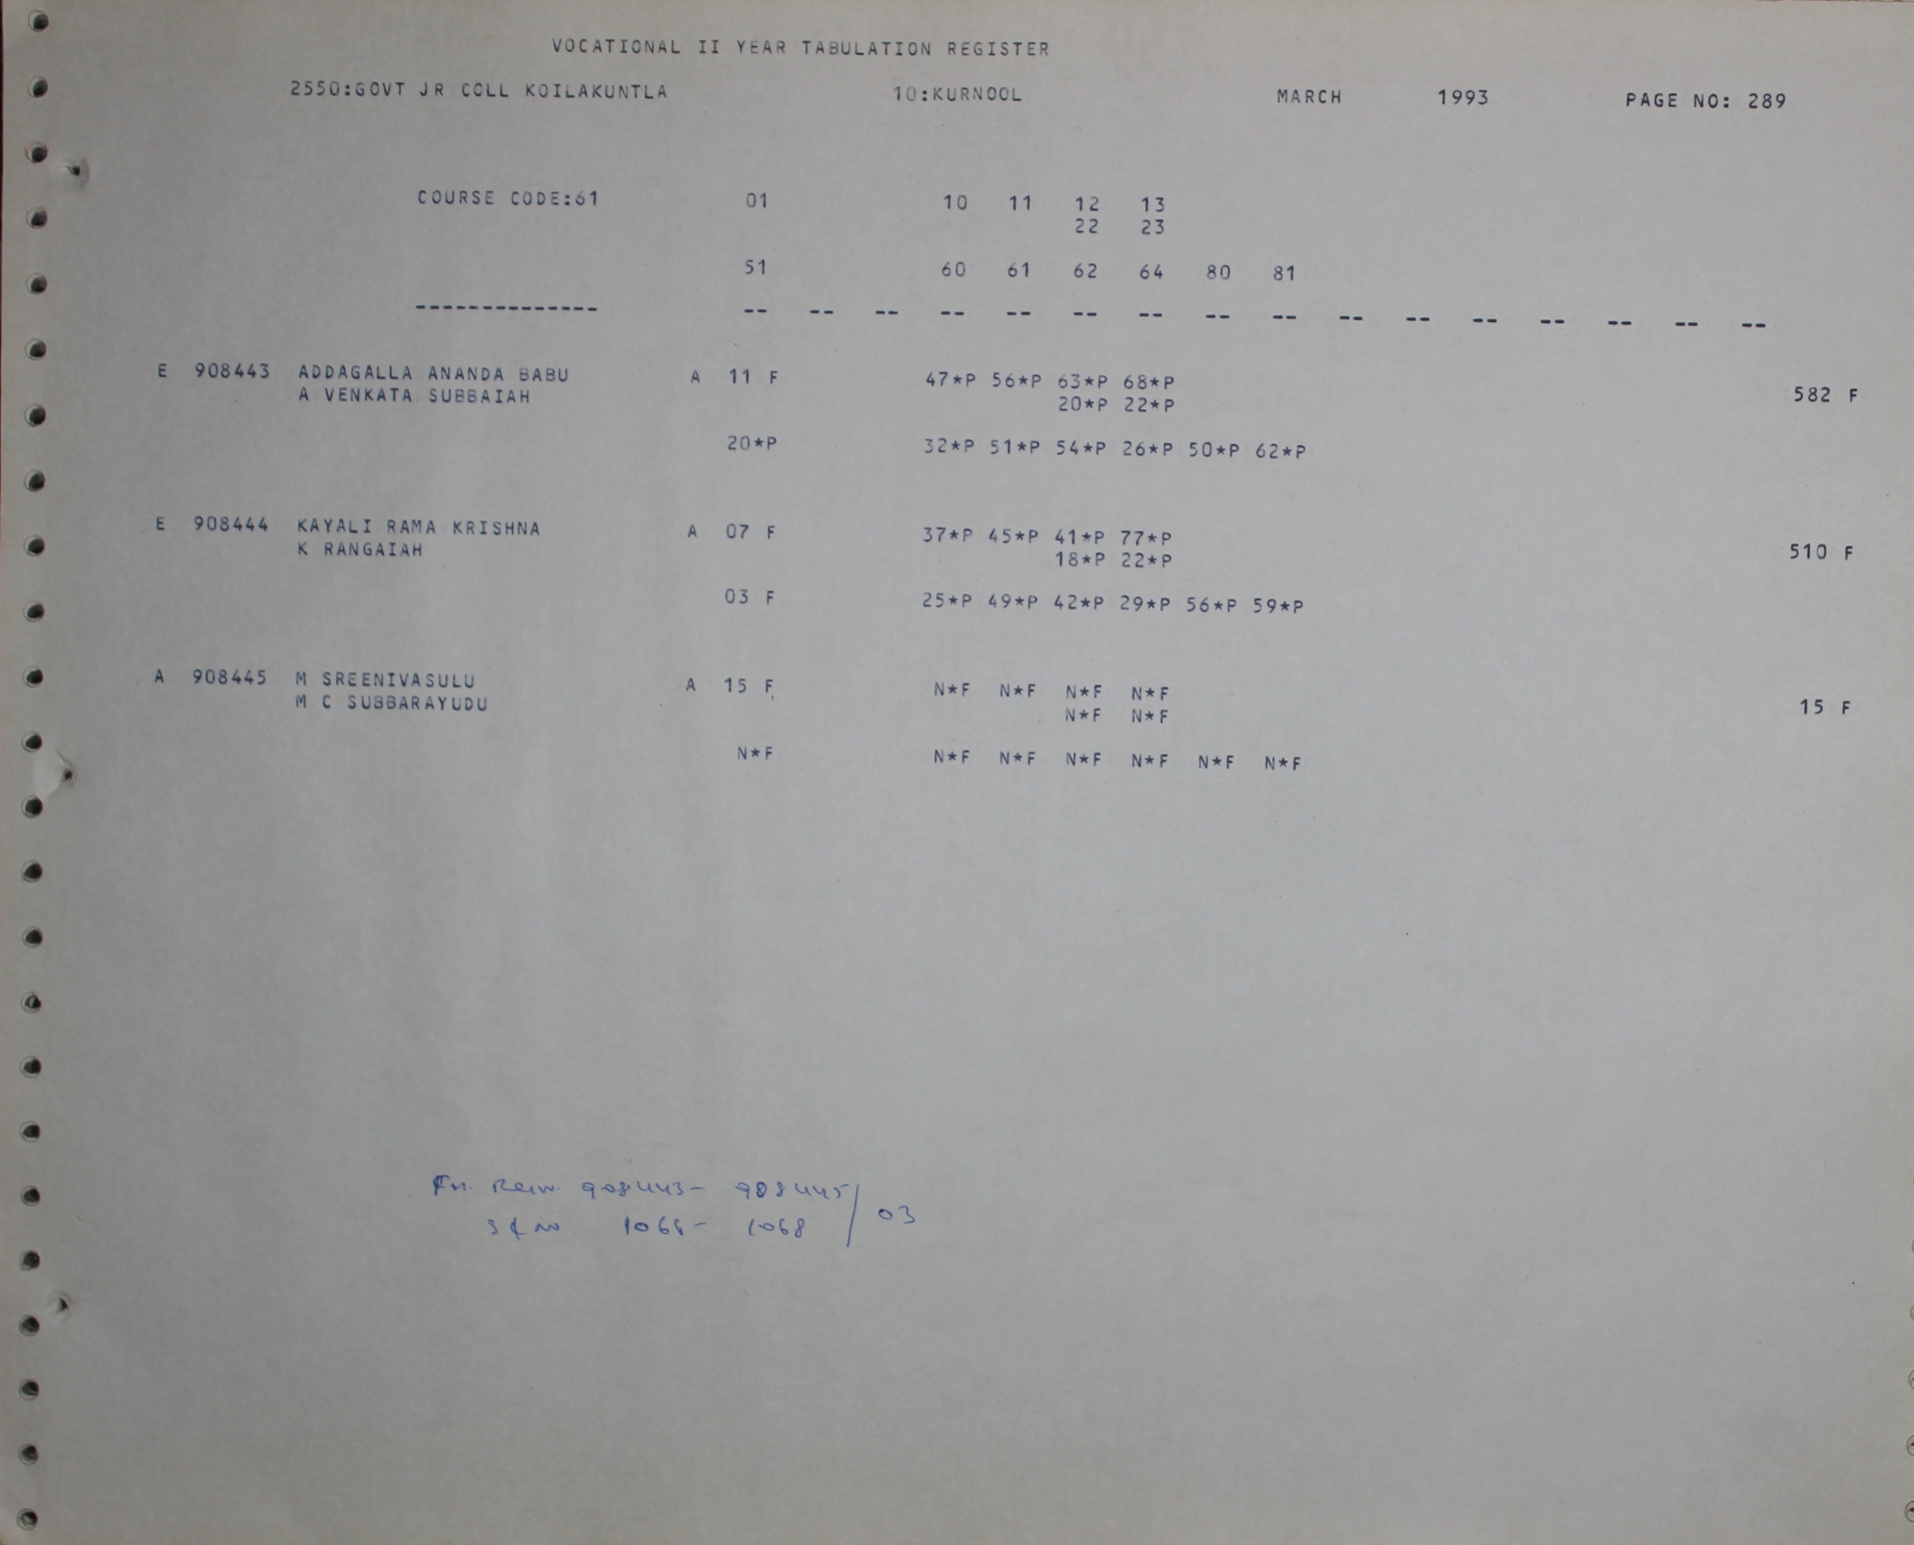 VOCATIONAL II YEAR TABULATION REGISTER
2550:GOVT JR COLL KOILAKUNTLA 10:KURNOOL MARCH 1993 PAGE NO: 289
COURSE CODE:61 01 10 11 12 13
22 23
51 60 61 62 64 80 81
-------------- -- -- -- -- -- -- -- -- -- -- -- -- -- -- -- --
E 908443 ADDAGALLA ANANDA BABU A 11 F 47*P 56*P 63*P 68*P
A VENKATA SUBBAIAH 20*P 22*P 582 F
20*P 32*P 51*P 54*P 26*P 50*P 62*P
E 908444 KAYALI RAMA KRISHNA A 07 F 37*P 45*P 41*P 77*P
K RANGAIAH 18*P 22*P 510 F
03 F 25*P 49*P 42*P 29*P 56*P 59*P
A 908445 M SREENIVASULU A 15 F N*F N*F N*F N*F
M C SUBBARAYUDU N*F N*F 15 F
N*F N*F N*F N*F N*F N*F N*F
908443- 908445/
1068 / 03